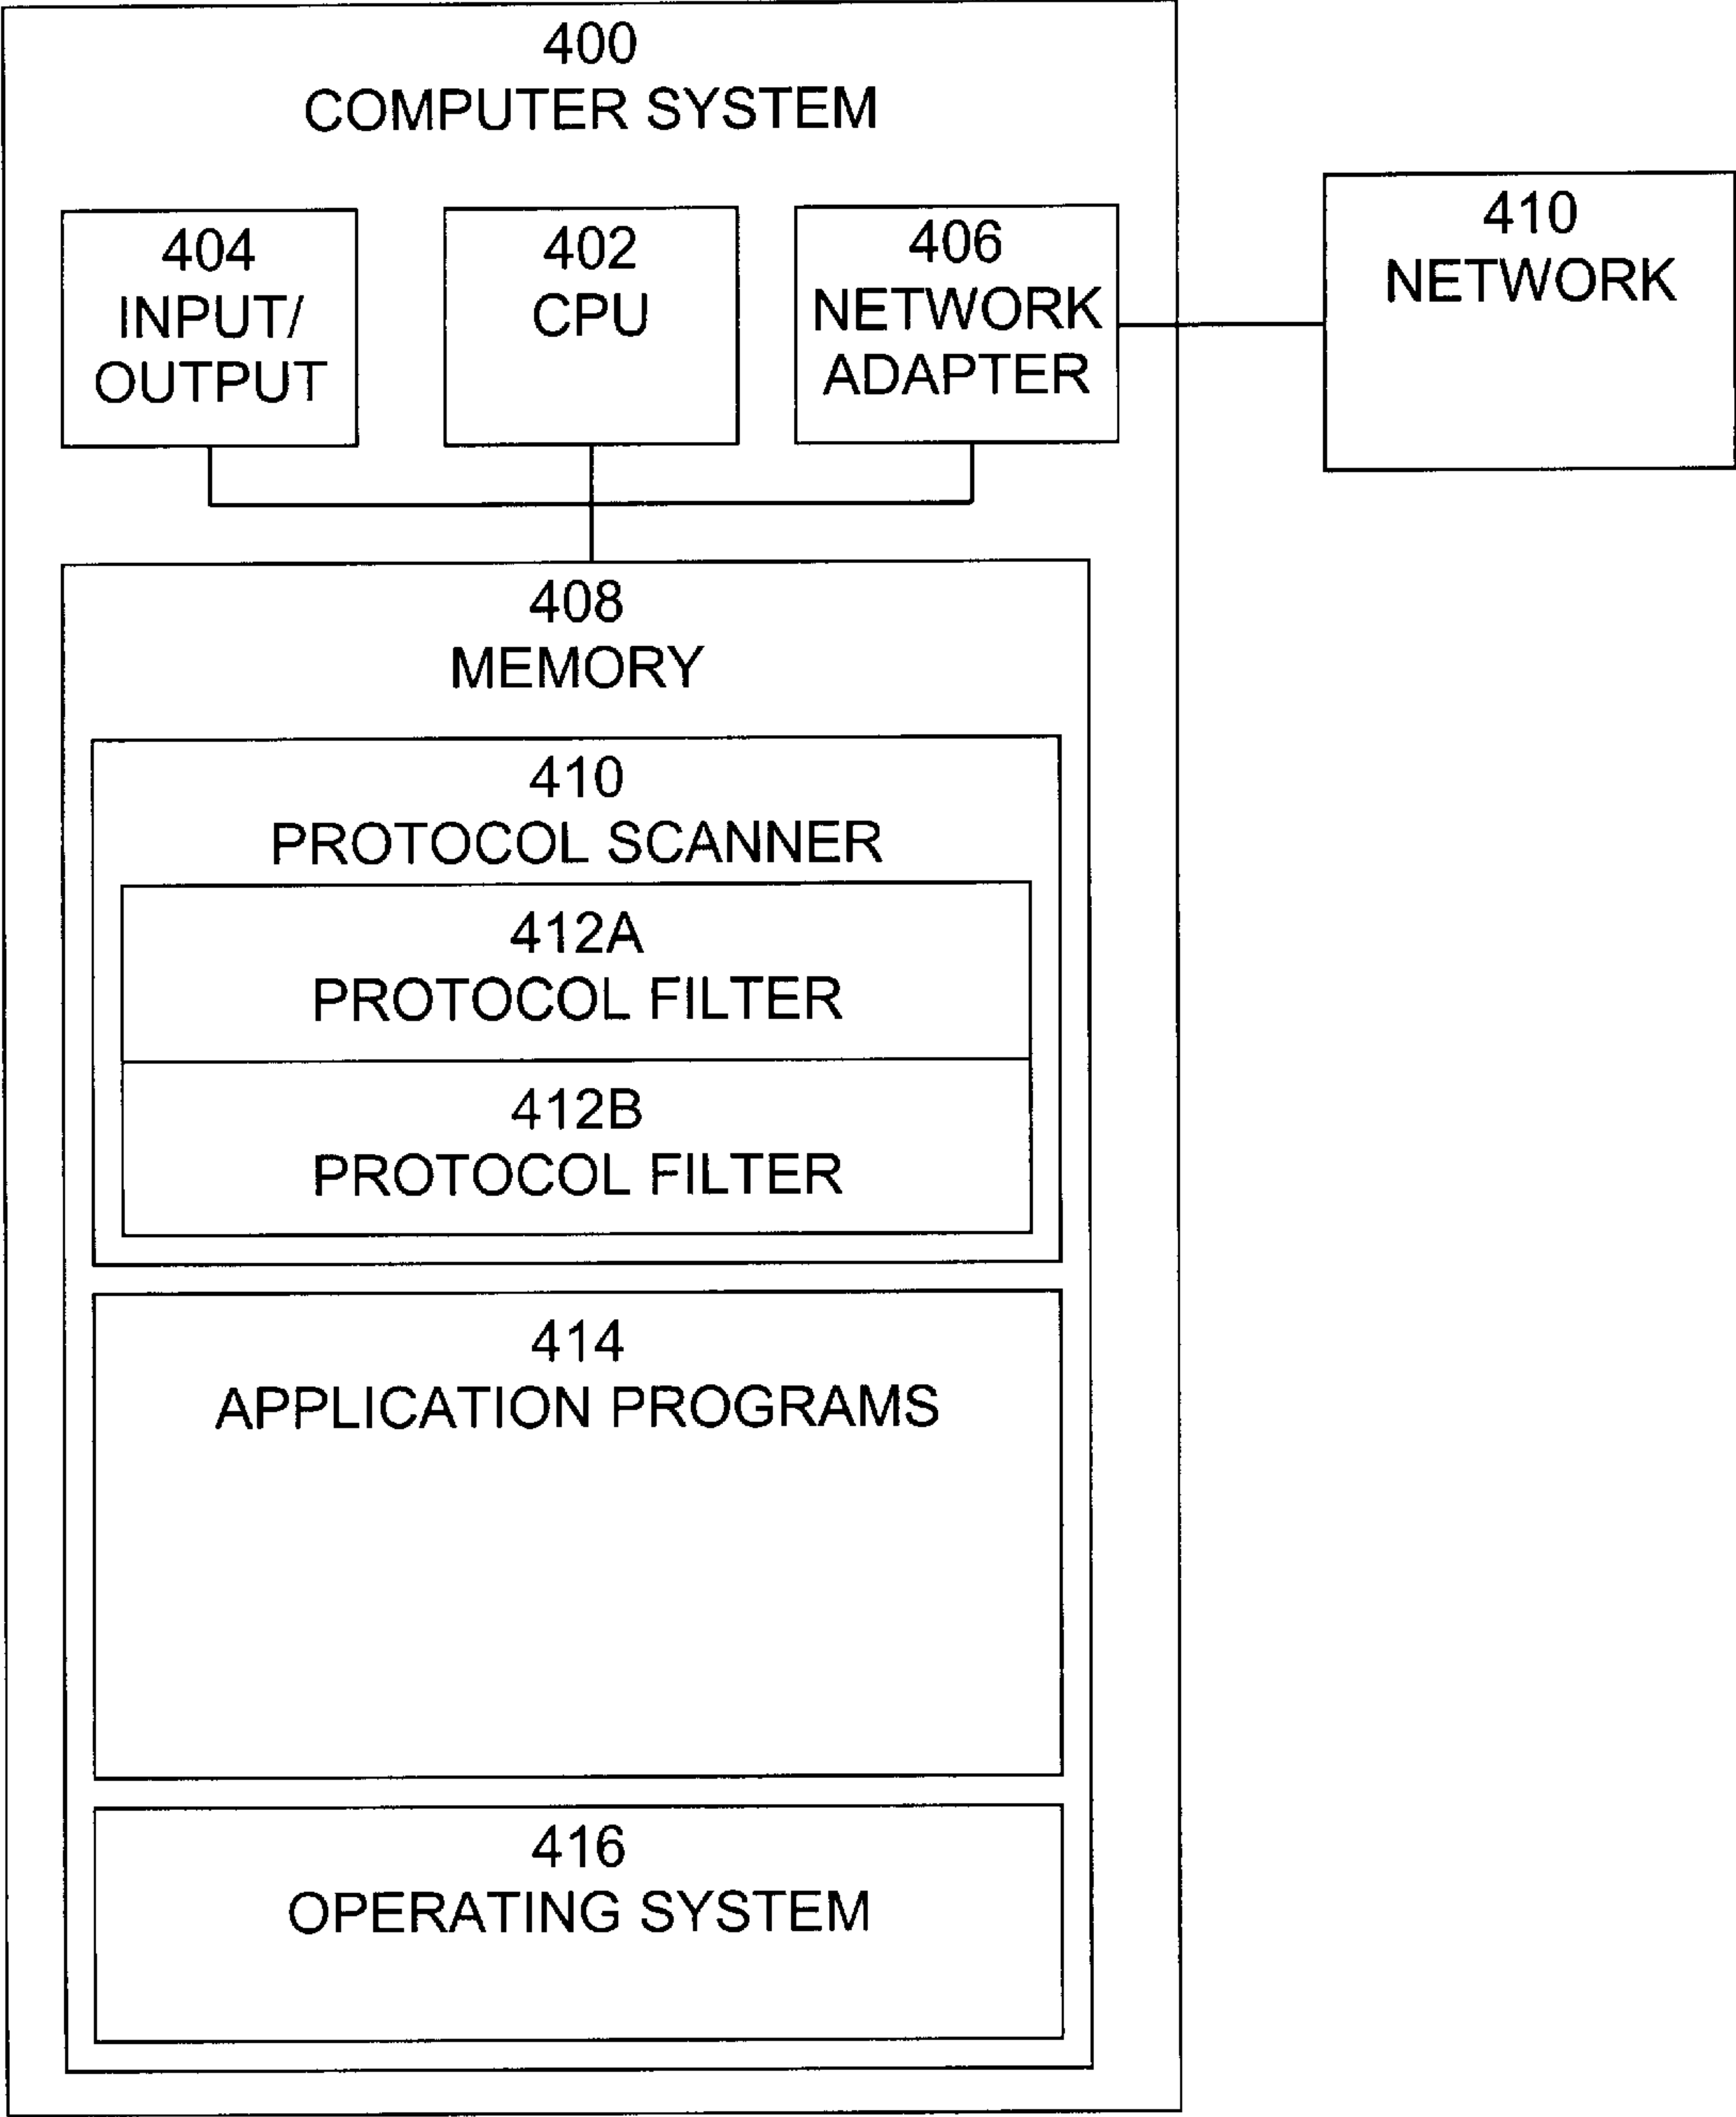 400
COMPUTER SYSTEM
404
INPUT/
OUTPUT
402
CPU
406
NETWORK
ADAPTER
410
NETWORK
408
MEMORY
410
PROTOCOL SCANNER
412A
PROTOCOL FILTER
412B
PROTOCOL FILTER
414
APPLICATION PROGRAMS
416
OPERATING SYSTEM